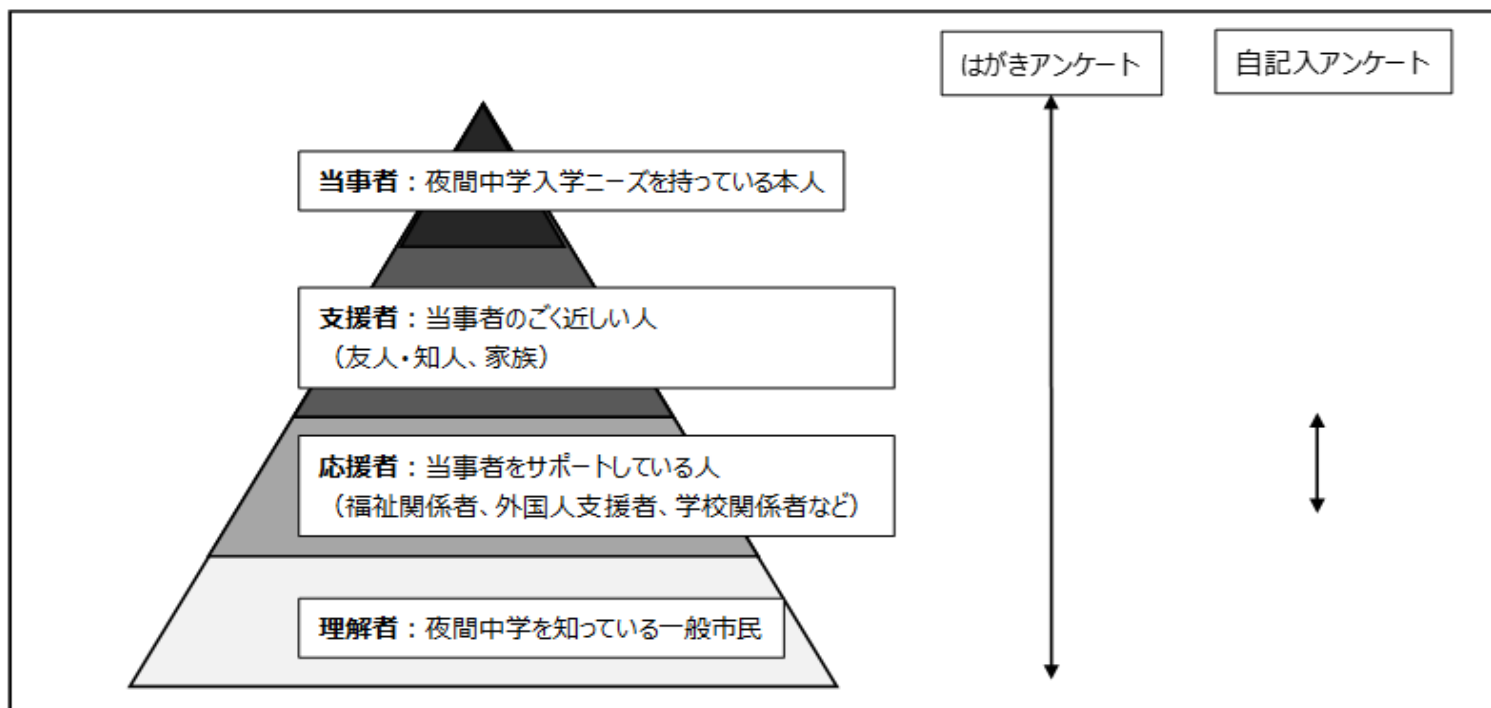 はがきアンケート
自記入アンケート
当事者：夜間中学入学ニーズを持っている本人
支援者：当事者のごく近しい人
（友人・知人、家族）
応援者：当事者をサポートしている人
（福祉関係者、外国人支援者、学校関係者など）
理解者：夜間中学を知っている一般市民